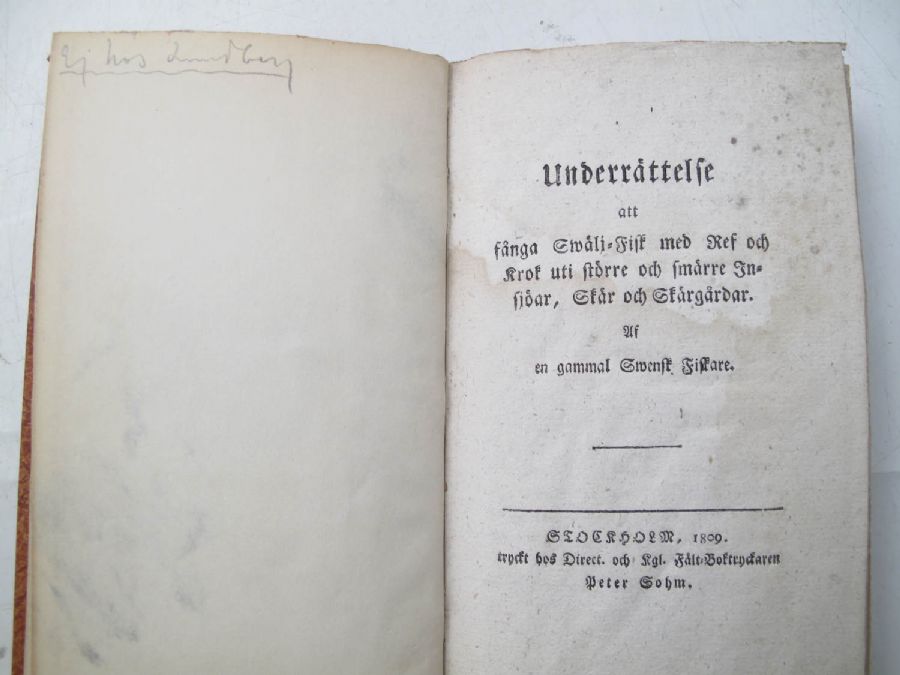 Ej hos Lundberg
Underrättelse
att
fånga Swälj-Fisk med Ref och
Krok uti större och smärre In-
sjöar, Skär och Skärgårdar.
Af
en gammal Swensk Fiskare.
STOCKHOLM, 1809.
tryckt hos Direct. och Kgl. Fält-Boktryckaren
Peter Sohm.